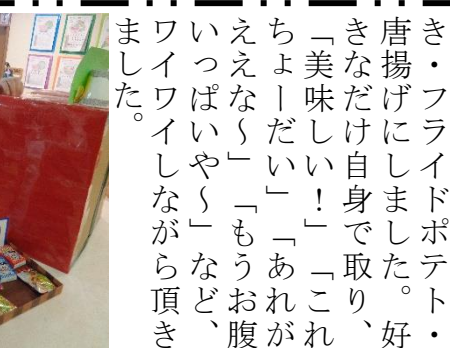 き・フライドポテト・
唐揚げにしました。好
きなだけ自身で取り、
「美味しい!」「これ
ちょーだい」「あれが
ええな～」「もうお腹
いっぱいや～」など、
ワイワイしながら頂き
ました。